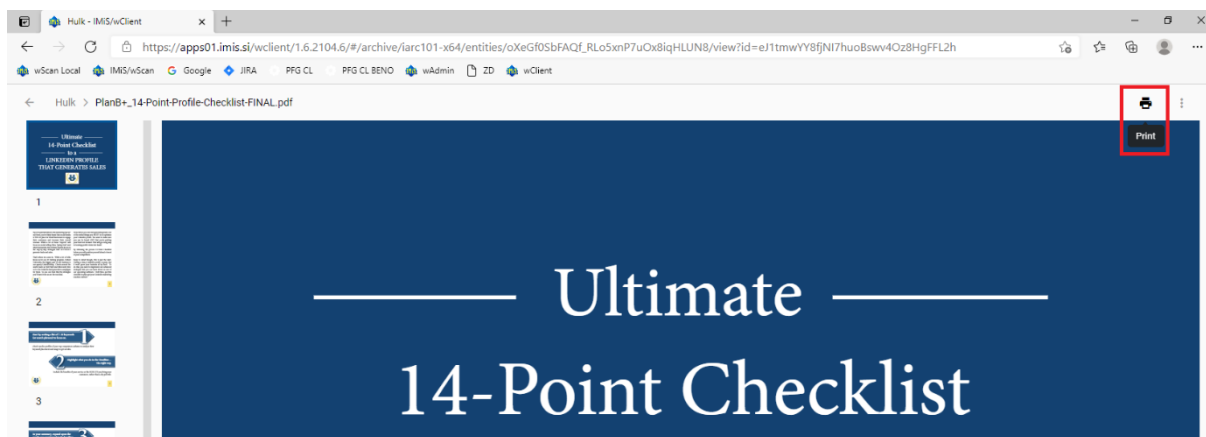 Hulk - IMiS/wClient
https://apps01.imis.si/wclient/1.6.2104.6/#/archive/iarc101-x64/entities/oXeGf0SbFAQf_RLo5xnP7uOx8iqHLUN8/view?id=eJ1tmwYY8fjNI7huoBswv4Oz8HgFFL2h
wScan Local IMiS/wScan Google JIRA PFG CL PFG CL BENO wAdmin ZD wClient
Hulk > PlanB+_14-Point-Profile-Checklist-FINAL.pdf
Print
Ultimate
14-Point Checklist
to a
LINKEDIN PROFILE
THAT GENERATES SALES
1
2
3
Ultimate
14-Point Checklist